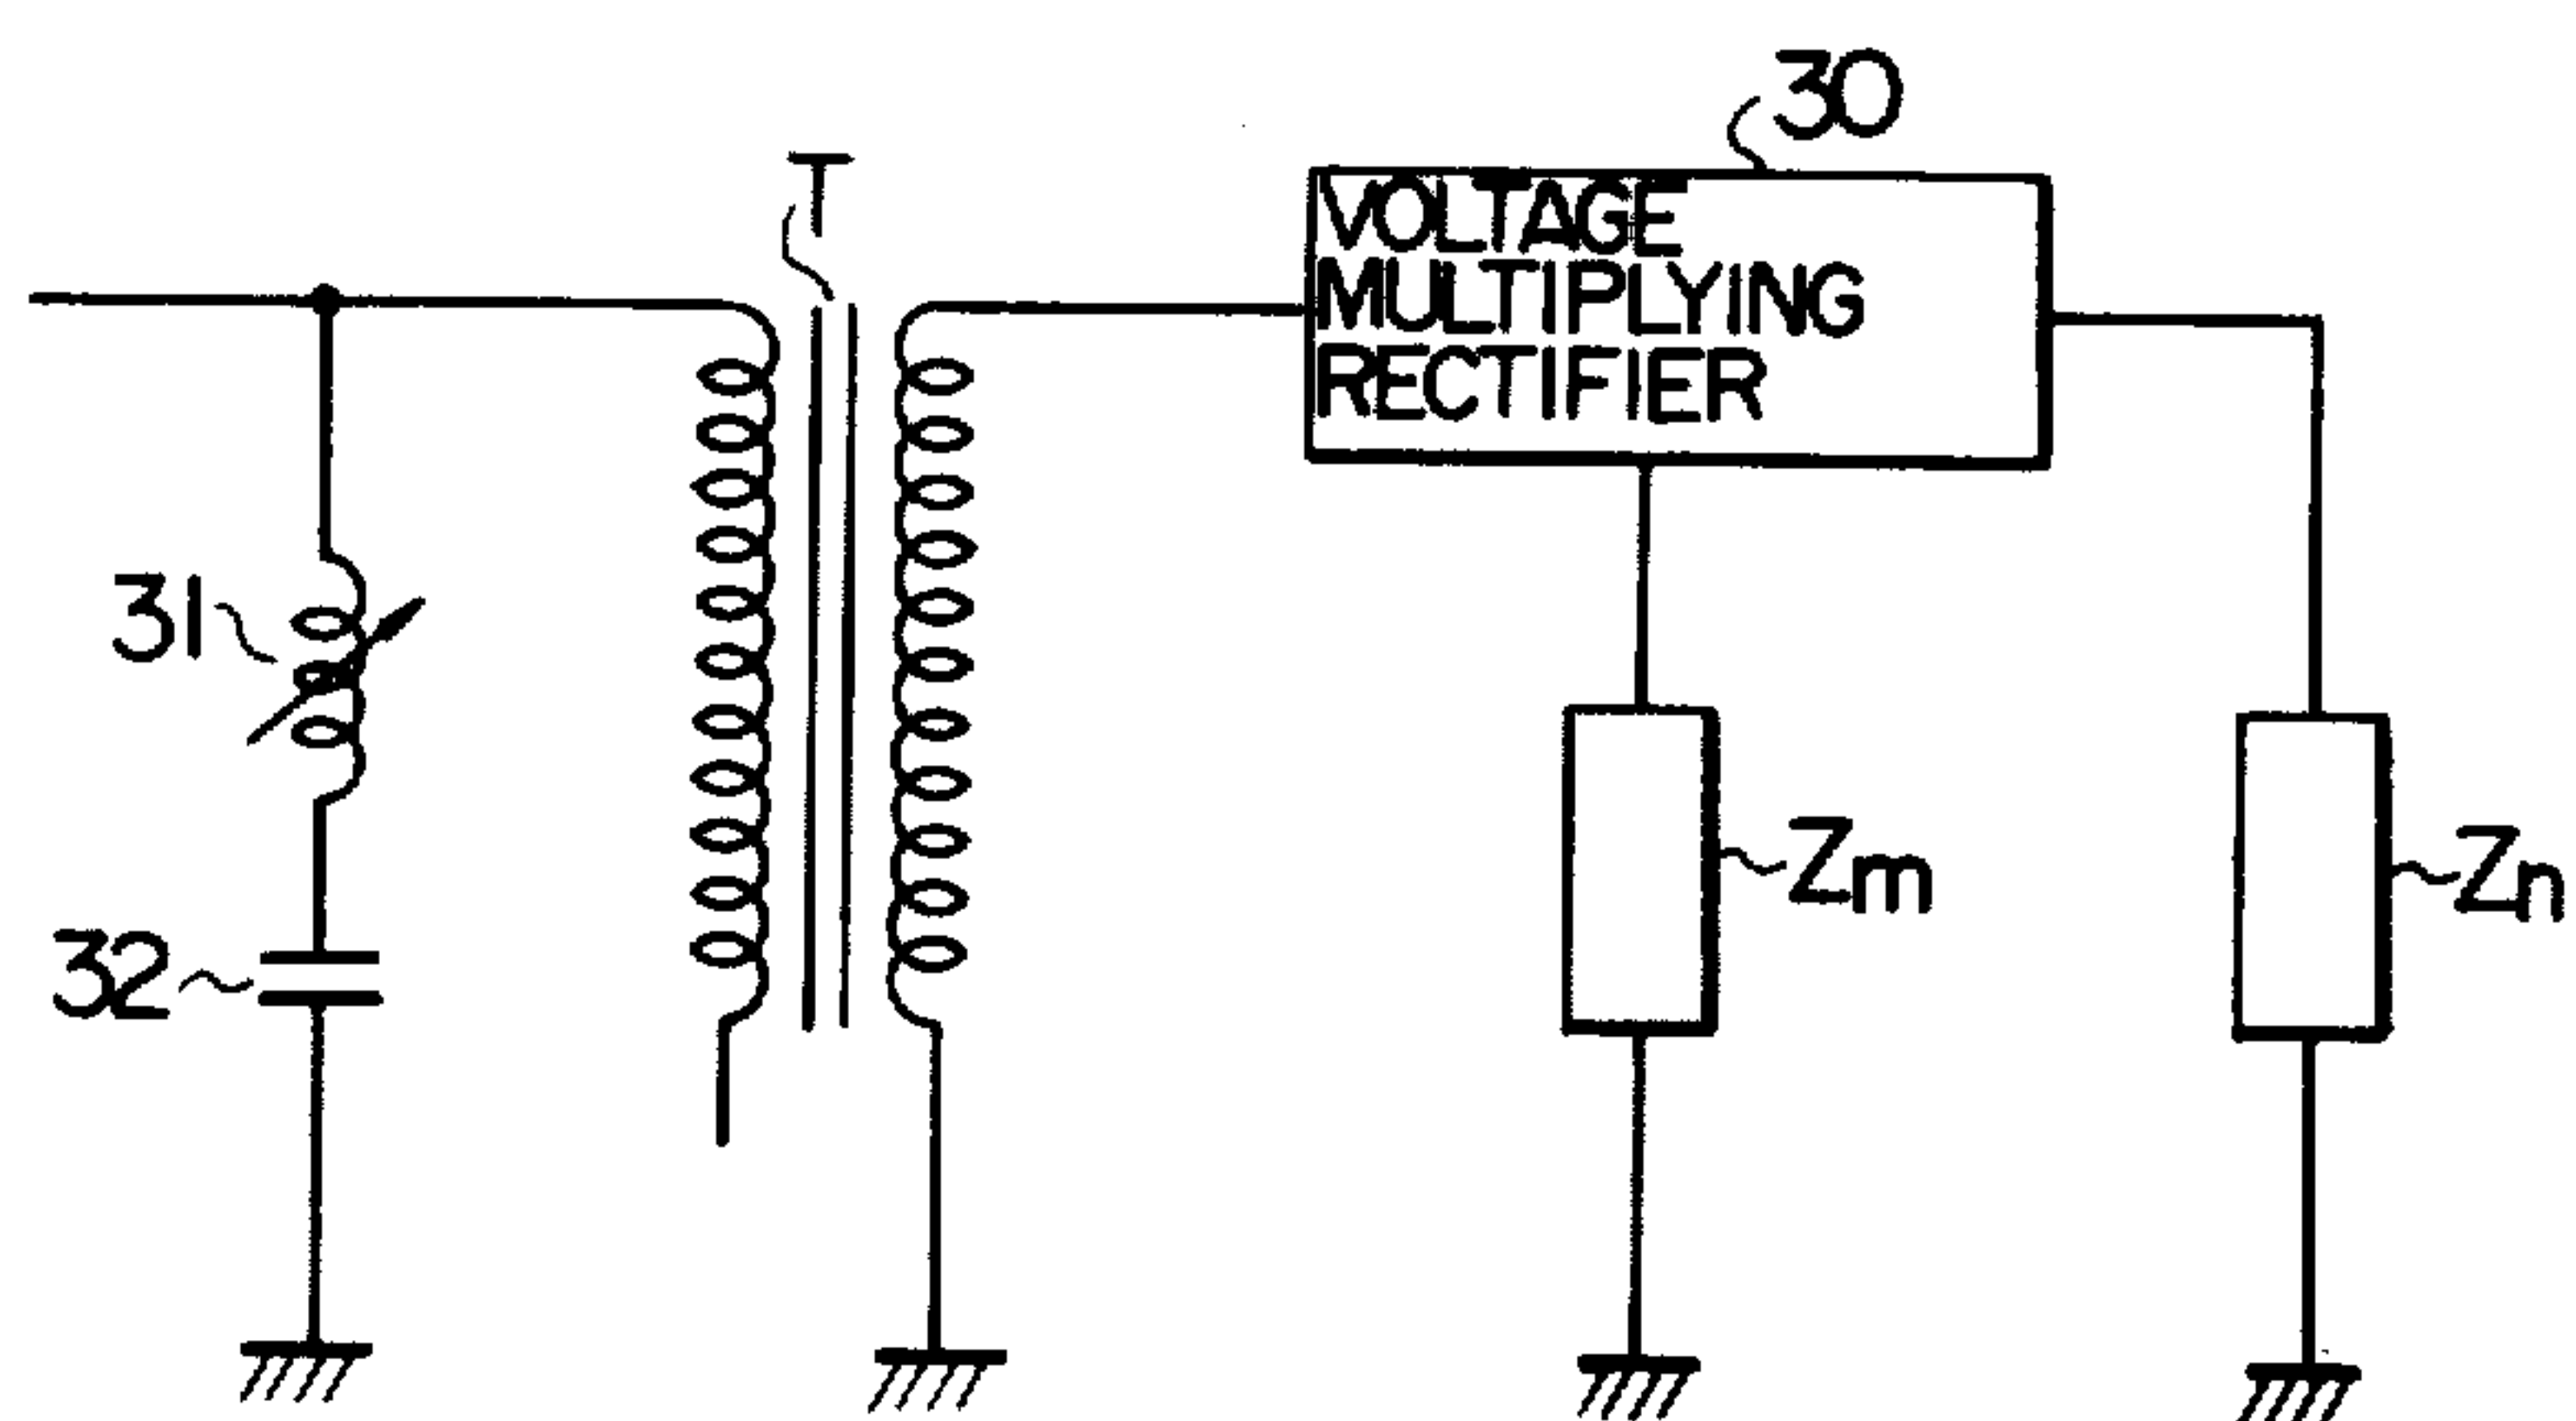 30
T
VOLTAGE
MULTIPLYING
RECTIFIER
31
32
Zm
Zn